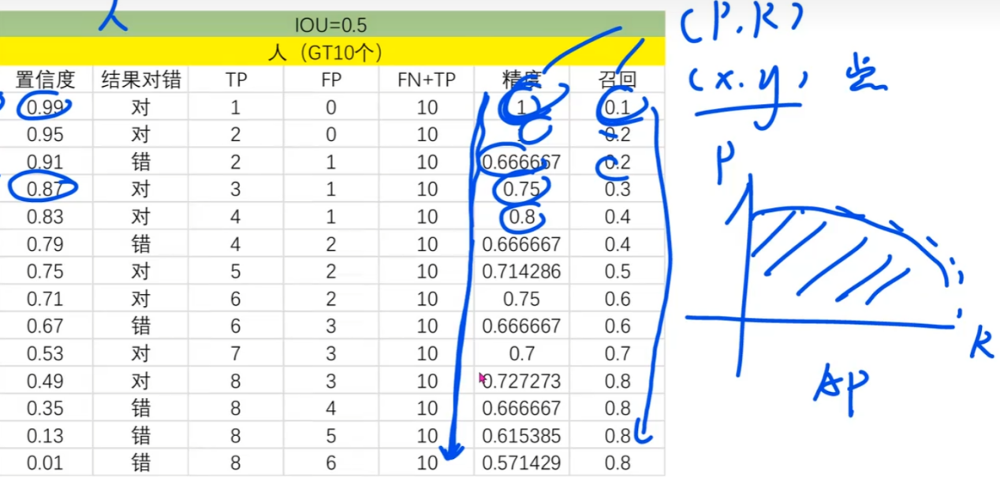 人
IOU=0.5
人（GT10个）
置信度 结果对错 TP FP FN+TP 精度 召回
0.99 对 1 0 10 1 0.1
0.95 对 2 0 10 1 0.2
0.91 错 2 1 10 0.666667 0.2
0.87 对 3 1 10 0.75 0.3
0.83 对 4 1 10 0.8 0.4
0.79 错 4 2 10 0.666667 0.4
0.75 对 5 2 10 0.714286 0.5
0.71 对 6 2 10 0.75 0.6
0.67 错 6 3 10 0.666667 0.6
0.53 对 7 3 10 0.7 0.7
0.49 对 8 3 10 0.727273 0.8
0.35 错 8 4 10 0.666667 0.8
0.13 错 8 5 10 0.615385 0.8
0.01 错 8 6 10 0.571429 0.8
(P.R)
(x.y) 点
P
R
AP